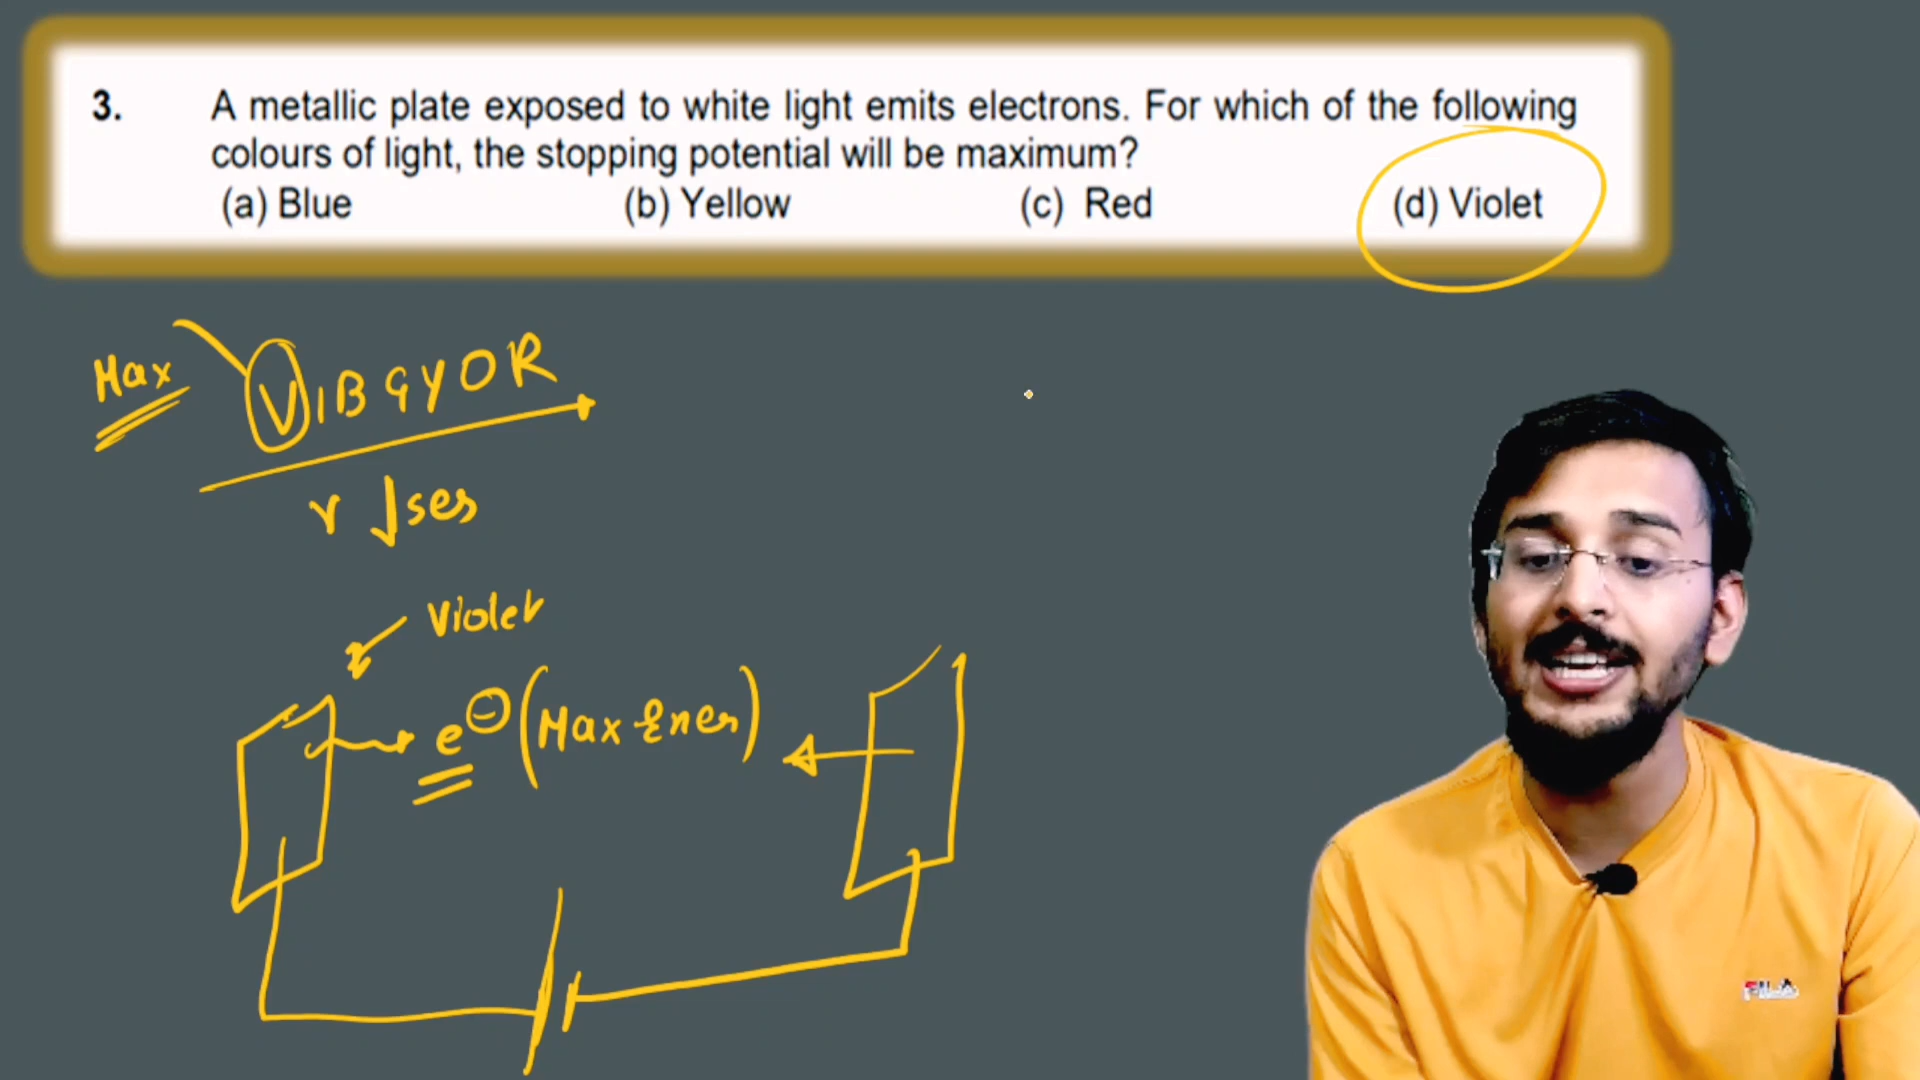 3. A metallic plate exposed to white light emits electrons. For which of the following
colours of light, the stopping potential will be maximum?
(a) Blue (b) Yellow (c) Red (d) Violet
Max VIBGYOR
ν ↓ses
Violet
e⊖ (Max Ener)
FILA